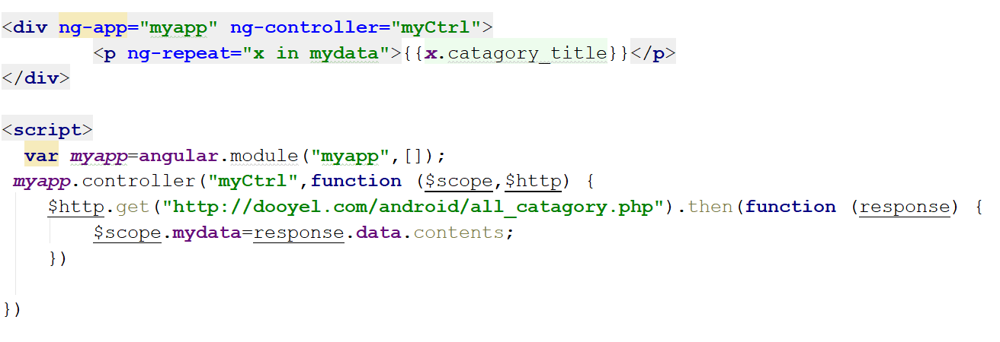 <div ng-app="myapp" ng-controller="myCtrl">
<p ng-repeat="x in mydata">{{x.catagory_title}}</p>
</div>
<script>
var myapp=angular.module("myapp",[]);
myapp.controller("myCtrl",function ($scope,$http) {
$http.get("http://dooyel.com/android/all_catagory.php").then(function (response) {
$scope.mydata=response.data.contents;
})
})